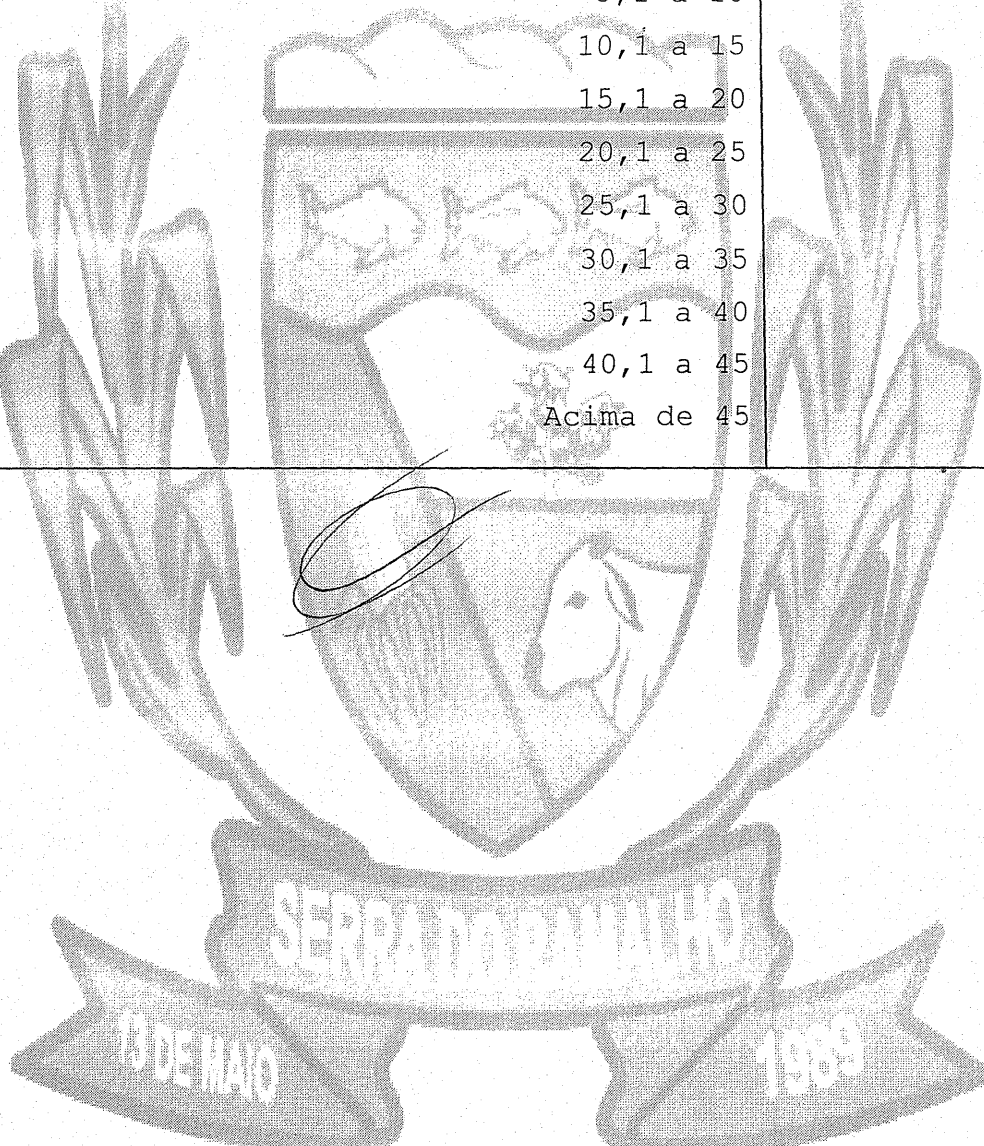 10,1 a 15
15,1 a 20
20,1 a 25
25,1 a 30
30,1 a 35
35,1 a 40
40,1 a 45
Acima de 45
SERRA DO RAMALHO
13 DE MAIO
1989